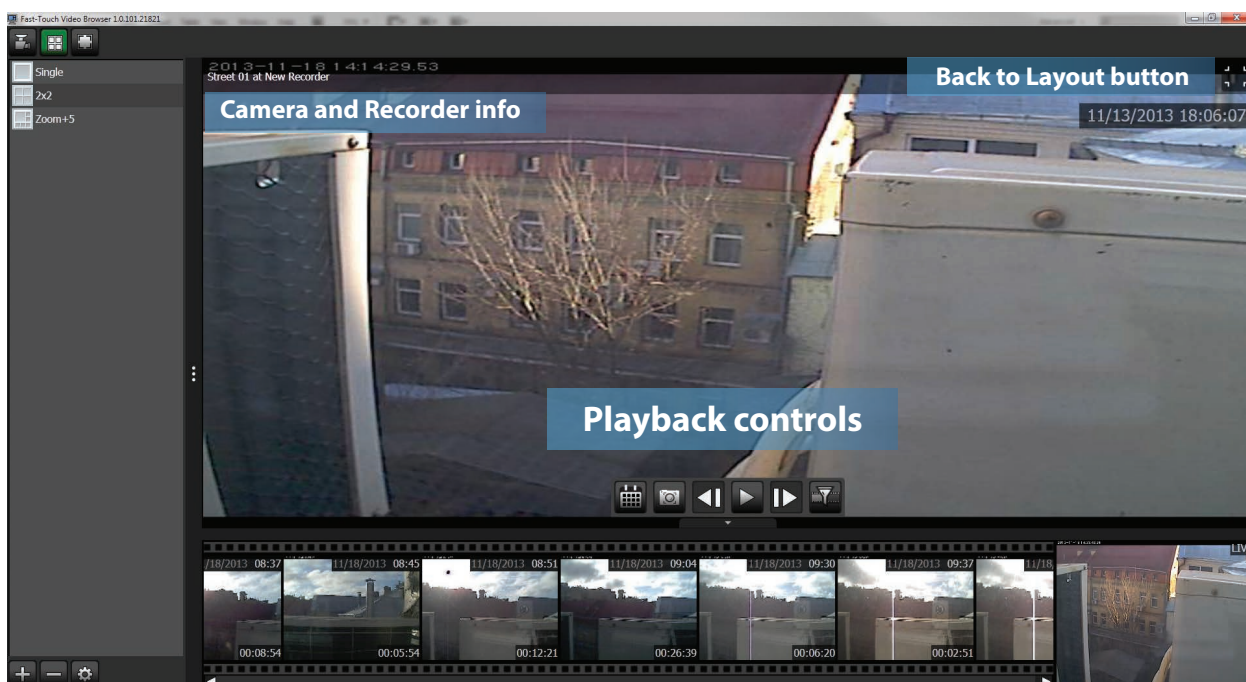 Fast-Touch Video Browser 1.0.101.21821
Single
2x2
Zoom+5
2013-11-18 14:14:29.53
Street 01 at New Recorder
Back to Layout button
Camera and Recorder info
11/13/2013 18:06:07
Playback controls
/18/2013 08:37
11/18/2013 08:45
11/18/2013 08:51
11/18/2013 09:04
11/18/2013 09:30
11/18/2013 09:37
11/18,
LIV
00:08:54
00:05:54
00:12:21
00:26:39
00:06:20
00:02:51